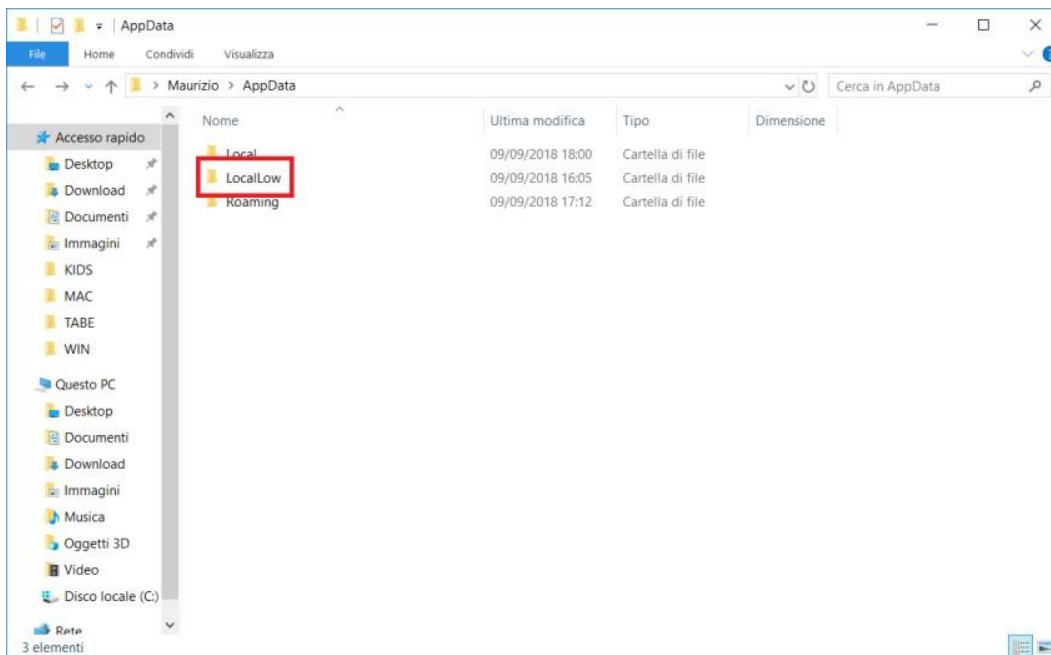 AppData
File Home Condividi Visualizza
Maurizio > AppData
Cerca in AppData
Nome Ultima modifica Tipo Dimensione
Local 09/09/2018 18:00 Cartella di file
LocalLow 09/09/2018 16:05 Cartella di file
Roaming 09/09/2018 17:12 Cartella di file
Accesso rapido
Desktop
Download
Documenti
Immagini
KIDS
MAC
TABE
WIN
Questo PC
Desktop
Documenti
Download
Immagini
Musica
Oggetti 3D
Video
Disco locale (C:)
Rete
3 elementi